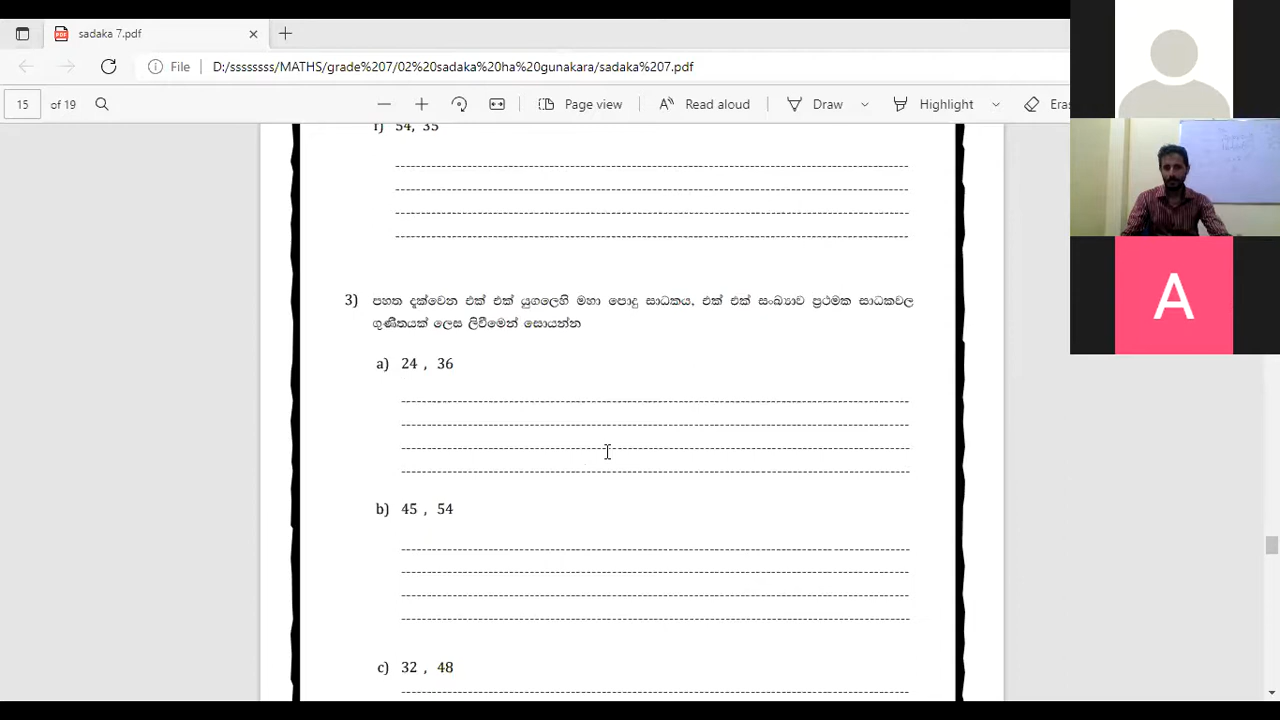 sadaka 7.pdf
File D:/ssssssss/MATHS/grade%207/02%20sadaka%20ha%20gunakara/sadaka%207.pdf
15 of 19 Page view Read aloud Draw Highlight Eras
f) 54, 35
3) පහත දැක්වෙන එක් එක් යුගලෙහි මහා පොදු සාධකය, එක් එක් සංඛ්‍යාව ප්‍රථමක සාධකවල
ගුණිතයක් ලෙස ලිවීමෙන් සොයන්න
a) 24 , 36
b) 45 , 54
c) 32 , 48
A